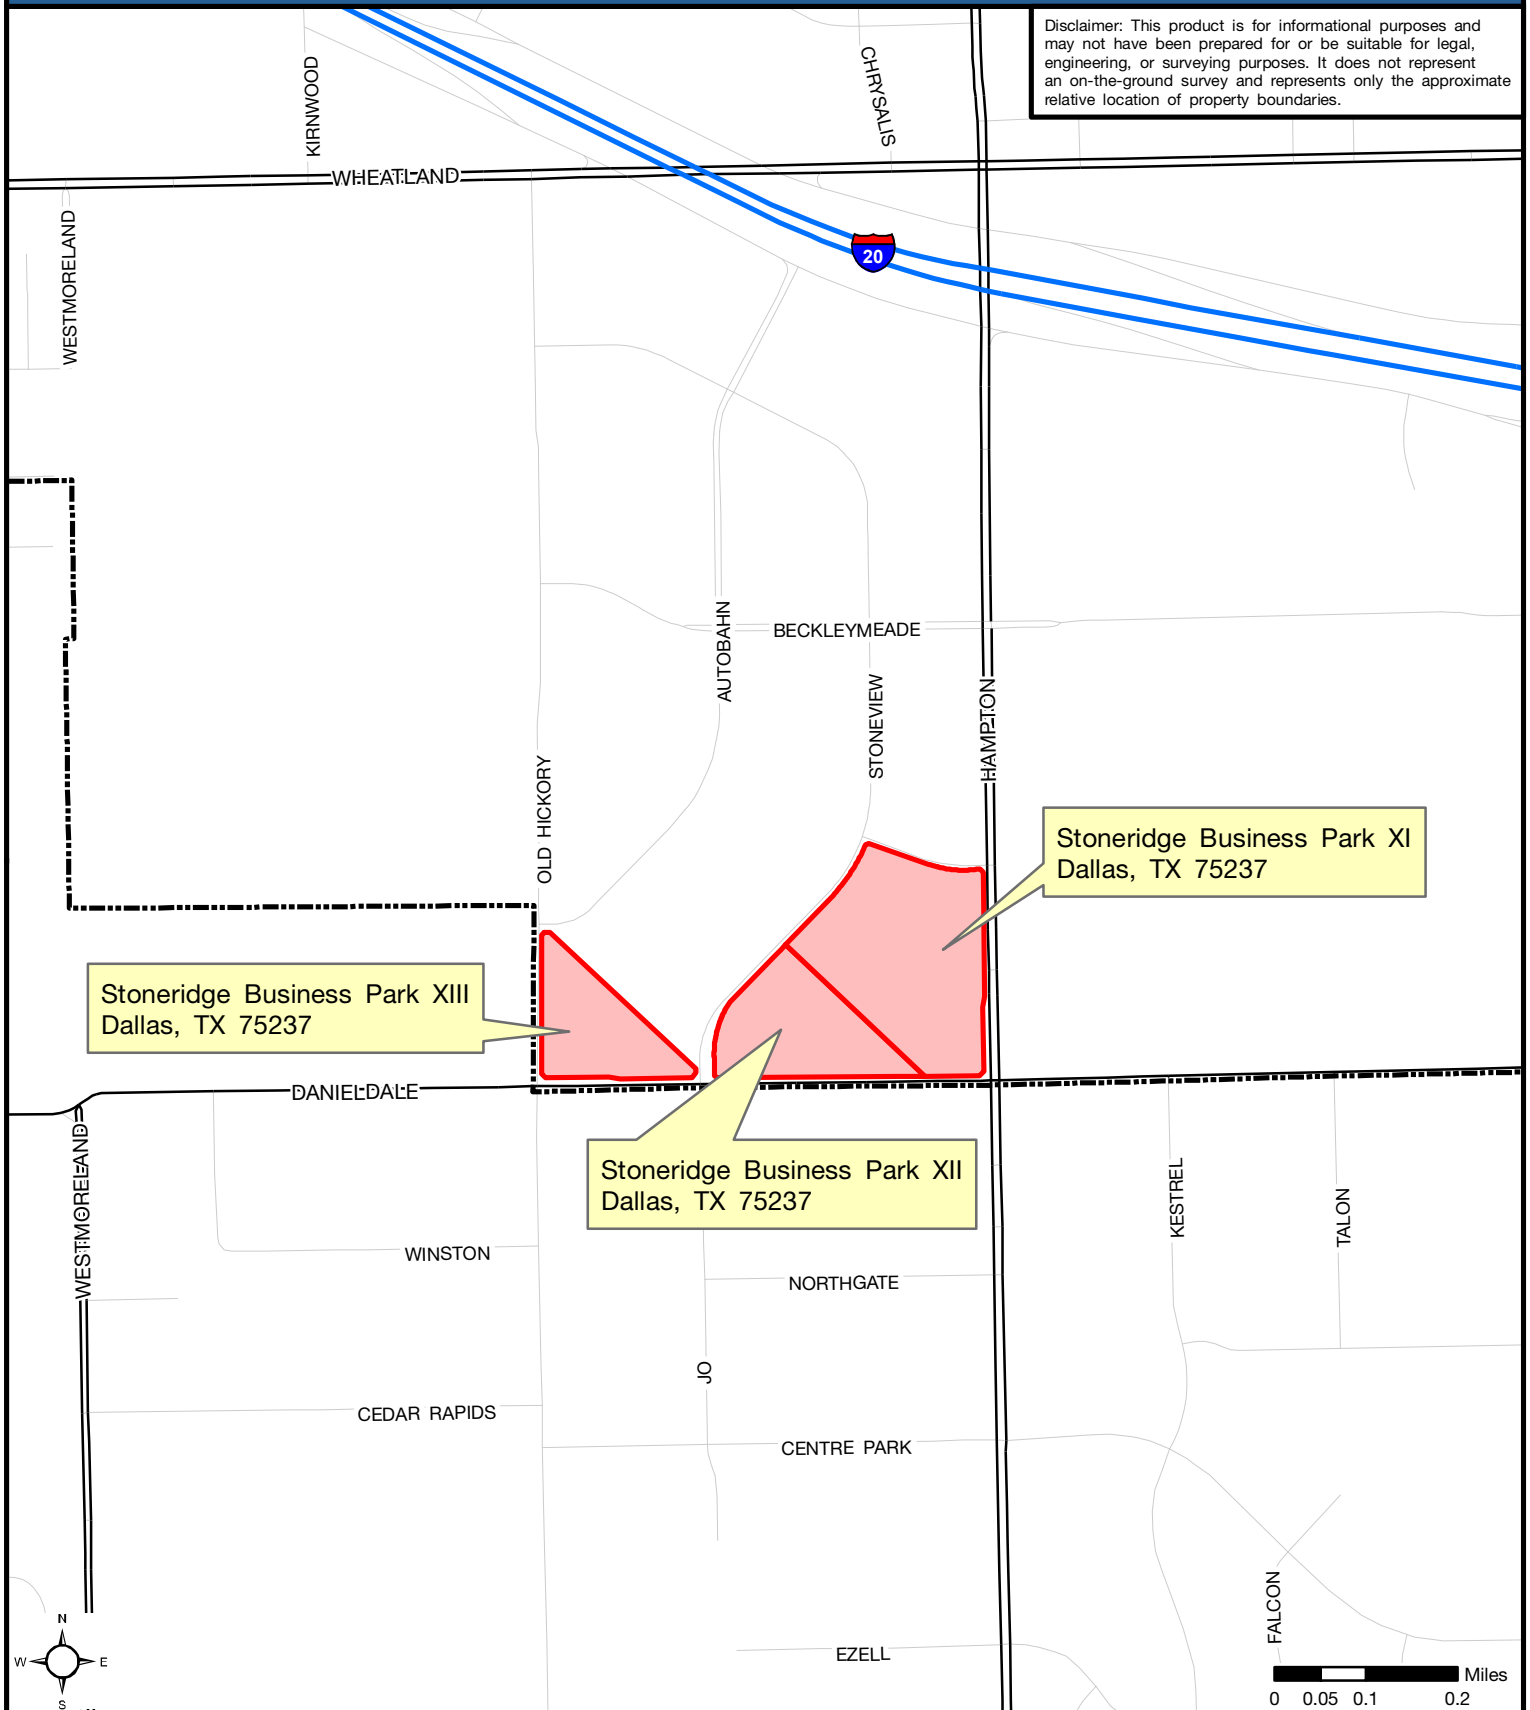 Disclaimer: This product is for informational purposes and
may not have been prepared for or be suitable for legal,
engineering, or surveying purposes. It does not represent
an on-the-ground survey and represents only the approximate
relative location of property boundaries.
KIRNWOOD
CHRYSALIS
WHEATLAND
WESTMORELAND
20
AUTOBAHN
BECKLEYMEADE
STONEVIEW
HAMPTON
OLD HICKORY
Stoneridge Business Park XI
Dallas, TX 75237
Stoneridge Business Park XIII
Dallas, TX 75237
DANIELDALE
WESTMORELAND
Stoneridge Business Park XII
Dallas, TX 75237
KESTREL
TALON
WINSTON
NORTHGATE
JO
CEDAR RAPIDS
CENTRE PARK
FALCON
EZELL
N
W
E
S
Miles
0 0.05 0.1 0.2